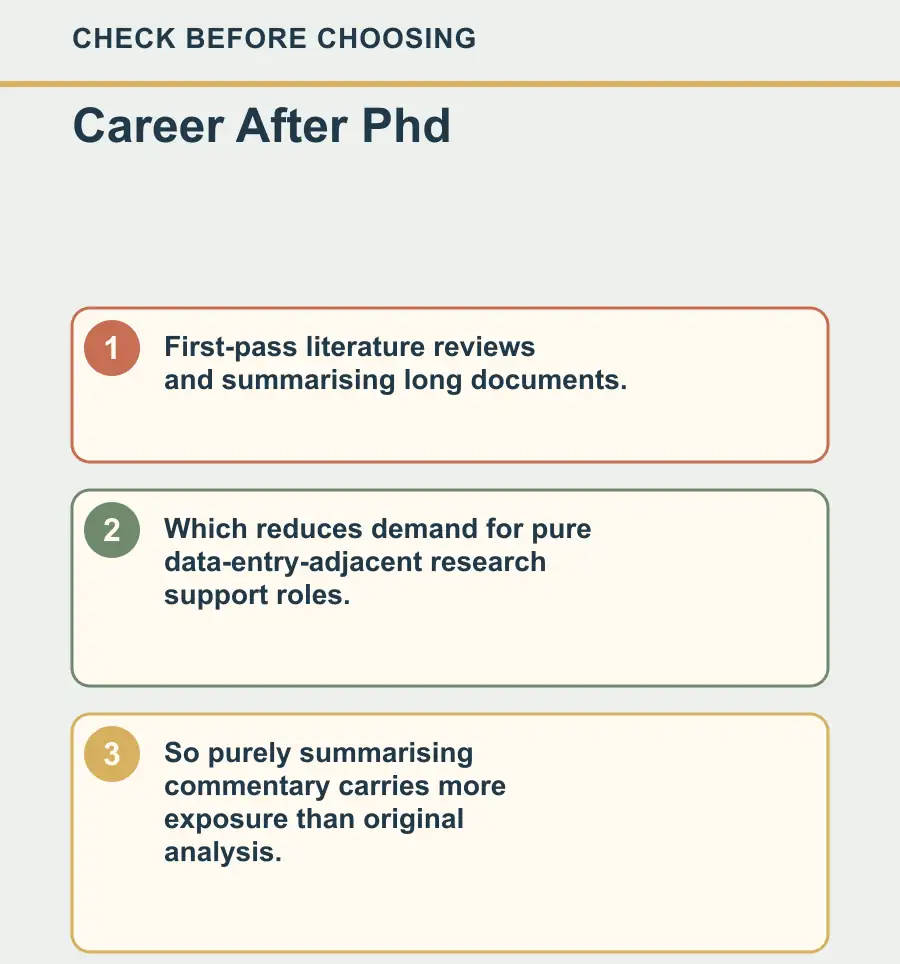 CHECK BEFORE CHOOSING
Career After Phd
1
First-pass literature reviews
and summarising long documents.
2
Which reduces demand for pure
data-entry-adjacent research
support roles.
3
So purely summarising
commentary carries more
exposure than original
analysis.